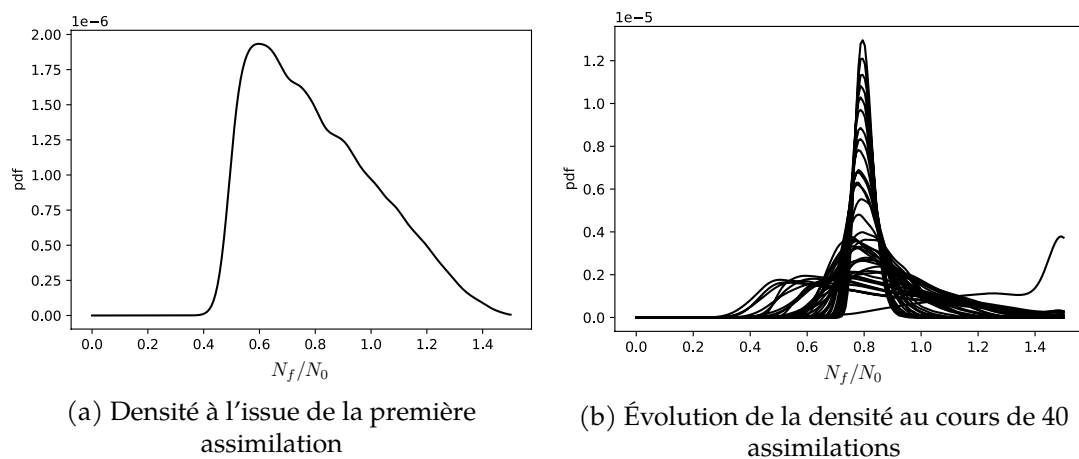 1e−6
2.00
1.75
1.50
1.25
1.00
0.75
0.50
0.25
0.00
pdf
0.0 0.2 0.4 0.6 0.8 1.0 1.2 1.4
N_f/N_0
(a) Densité à l'issue de la première
assimilation
1e−5
1.2
1.0
0.8
0.6
0.4
0.2
0.0
pdf
0.0 0.2 0.4 0.6 0.8 1.0 1.2 1.4
N_f/N_0
(b) Évolution de la densité au cours de 40
assimilations